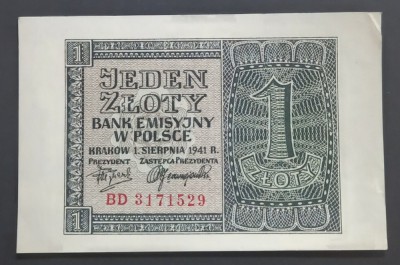 1
JEDEN
ZŁOTY
BANK EMISYJNY
W POLSCE
KRAKÓW 1. SIERPNIA 1941 R.
PREZYDENT ZASTĘPCA PREZYDENTA
BD 3171529
1
1
ZŁOTY